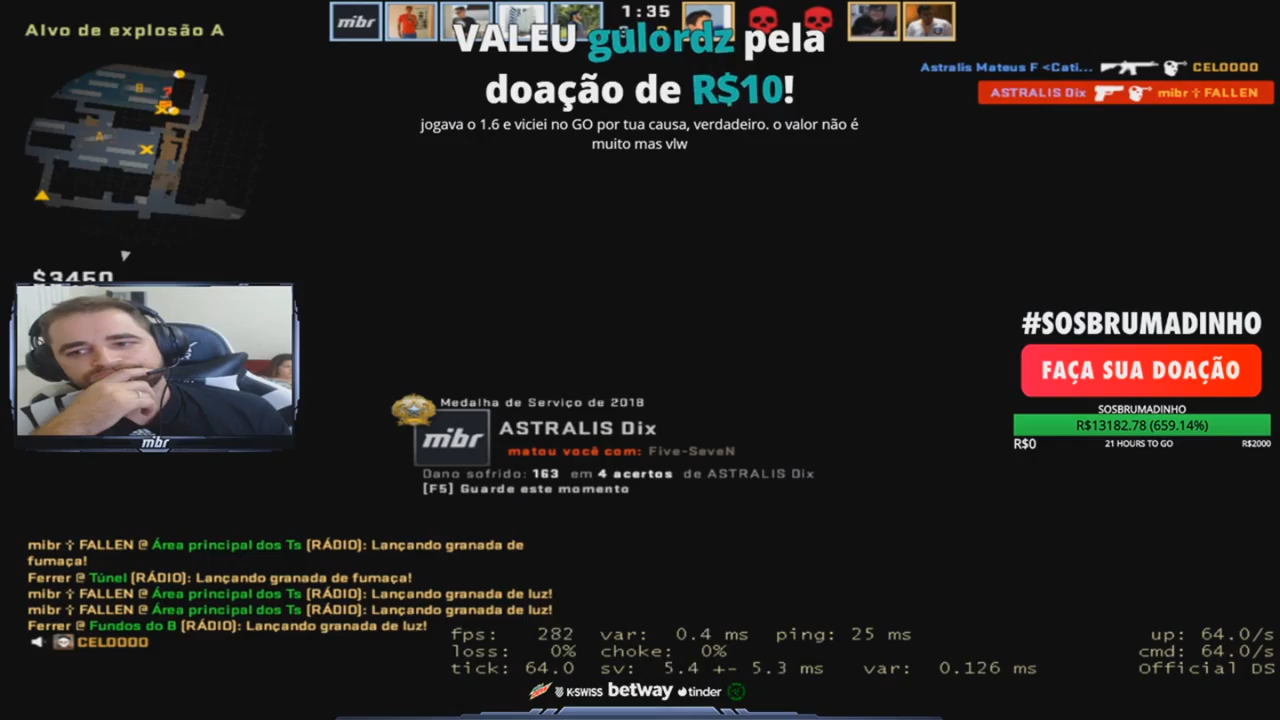 Alvo de explosão A
mibr
1:35
VALEU gulordz pela
doação de R$10!
jogava o 1.6 e viciei no GO por tua causa, verdadeiro. o valor não é
muito mas vlw
Astralis Mateus F <Cati... CELOOOO
ASTRALIS Dix mibr † FALLEN
B
?
A
$3450
mibr
#SOSBRUMADINHO
FAÇA SUA DOAÇÃO
SOSBRUMADINHO
R$13182.78 (659.14%)
R$0 21 HOURS TO GO R$2000
Medalha de Serviço de 2018
mibr
ASTRALIS Dix
matou você com: Five-SeveN
Dano sofrido: 163 em 4 acertos de ASTRALIS Dix
[F5] Guarde este momento
mibr † FALLEN @ Área principal dos Ts (RÁDIO): Lançando granada de
fumaça!
Ferrer @ Túnel (RÁDIO): Lançando granada de fumaça!
mibr † FALLEN @ Área principal dos Ts (RÁDIO): Lançando granada de luz!
mibr † FALLEN @ Área principal dos Ts (RÁDIO): Lançando granada de luz!
Ferrer @ Fundos do B (RÁDIO): Lançando granada de luz!
CELOOOO
fps: 282 var: 0.4 ms ping: 25 ms up: 64.0/s
loss: 0% choke: 0% cmd: 64.0/s
tick: 64.0 sv: 5.4 +- 5.3 ms var: 0.126 ms Official DS
K·SWISS betway tinder